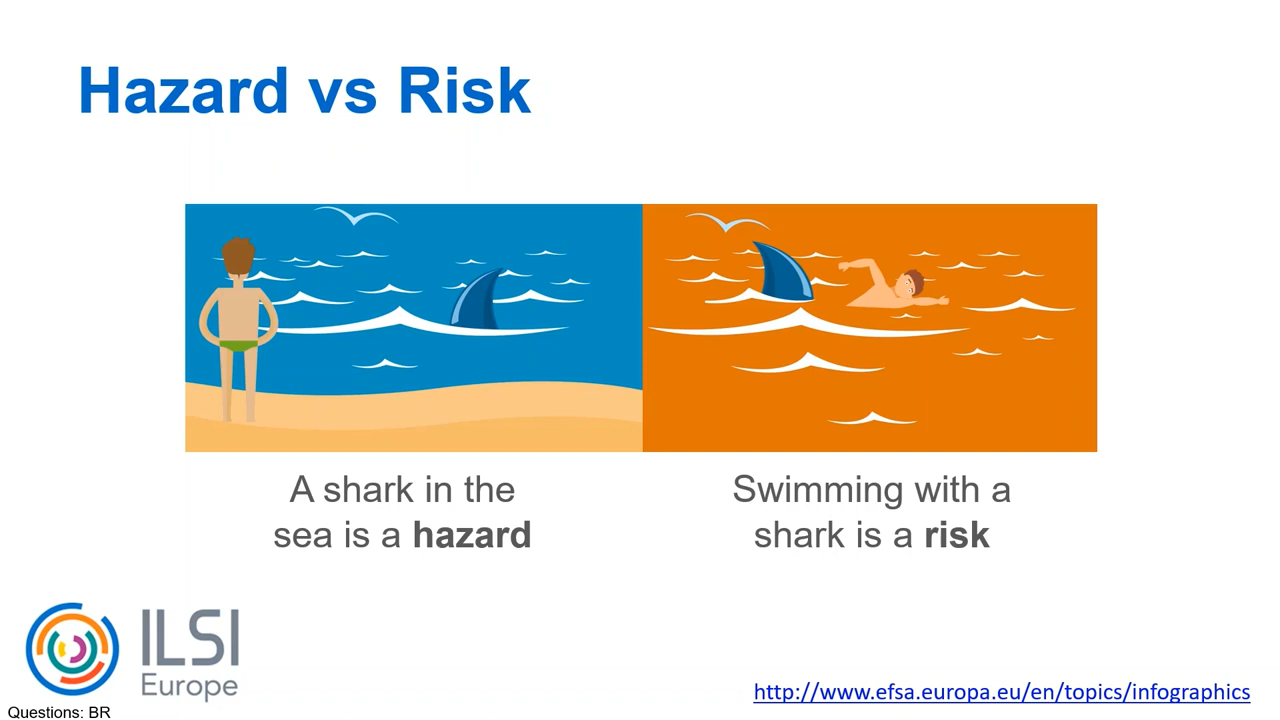 Hazard vs Risk
A shark in the
sea is a hazard
Swimming with a
shark is a risk
ILSI
Europe
http://www.efsa.europa.eu/en/topics/infographics
Questions: BR